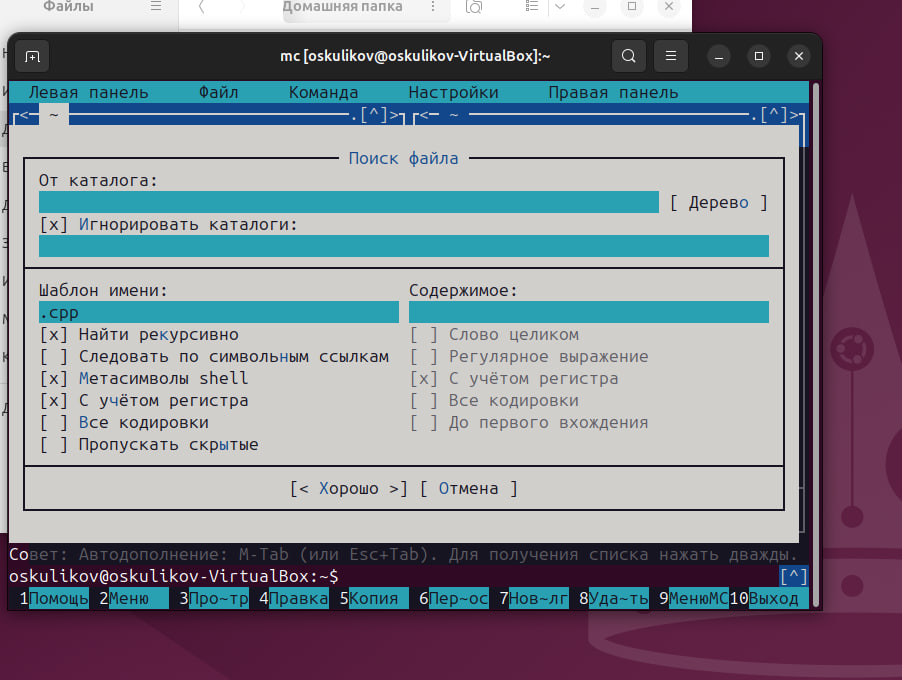 Файлы
Домашняя папка
mc [oskulikov@oskulikov-VirtualBox]:~
Левая панель Файл Команда Настройки Правая панель
<- ~ .[^]> <- ~ .[^]>
Поиск файла
От каталога:
[ Дерево ]
[x] Игнорировать каталоги:
Шаблон имени: Содержимое:
.cpp
[x] Найти рекурсивно [ ] Слово целиком
[ ] Следовать по символьным ссылкам [ ] Регулярное выражение
[x] Метасимволы shell [x] С учётом регистра
[x] С учётом регистра [ ] Все кодировки
[ ] Все кодировки [ ] До первого вхождения
[ ] Пропускать скрытые
[< Хорошо >] [ Отмена ]
Совет: Автодополнение: M-Tab (или Esc+Tab). Для получения списка нажать дважды.
oskulikov@oskulikov-VirtualBox:~$ [^]
1Помощь 2Меню 3Про~тр 4Правка 5Копия 6Пер~ос 7Нов~лг 8Уда~ть 9МенюMC 10Выход